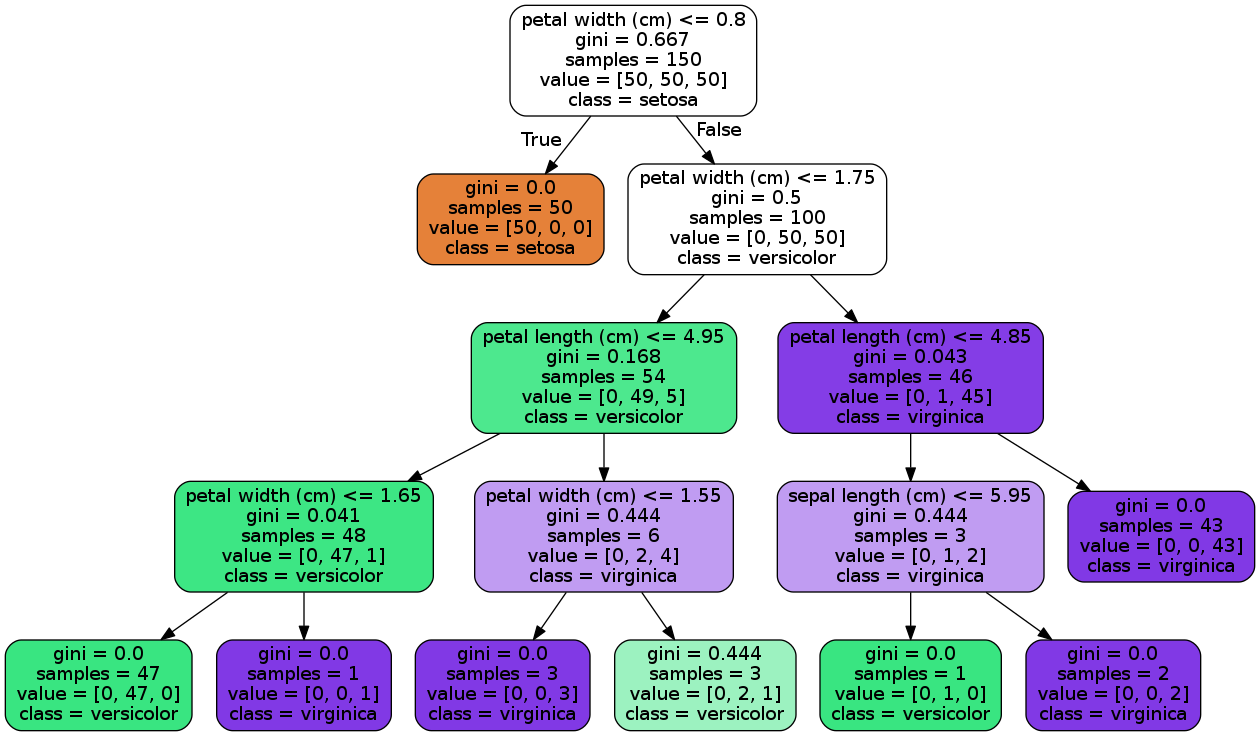 petal width (cm) <= 0.8
gini = 0.667
samples = 150
value = [50, 50, 50]
class = setosa
True
False
gini = 0.0
samples = 50
value = [50, 0, 0]
class = setosa
petal width (cm) <= 1.75
gini = 0.5
samples = 100
value = [0, 50, 50]
class = versicolor
petal length (cm) <= 4.95
gini = 0.168
samples = 54
value = [0, 49, 5]
class = versicolor
petal length (cm) <= 4.85
gini = 0.043
samples = 46
value = [0, 1, 45]
class = virginica
petal width (cm) <= 1.65
gini = 0.041
samples = 48
value = [0, 47, 1]
class = versicolor
petal width (cm) <= 1.55
gini = 0.444
samples = 6
value = [0, 2, 4]
class = virginica
sepal length (cm) <= 5.95
gini = 0.444
samples = 3
value = [0, 1, 2]
class = virginica
gini = 0.0
samples = 43
value = [0, 0, 43]
class = virginica
gini = 0.0
samples = 47
value = [0, 47, 0]
class = versicolor
gini = 0.0
samples = 1
value = [0, 0, 1]
class = virginica
gini = 0.0
samples = 3
value = [0, 0, 3]
class = virginica
gini = 0.444
samples = 3
value = [0, 2, 1]
class = versicolor
gini = 0.0
samples = 1
value = [0, 1, 0]
class = versicolor
gini = 0.0
samples = 2
value = [0, 0, 2]
class = virginica